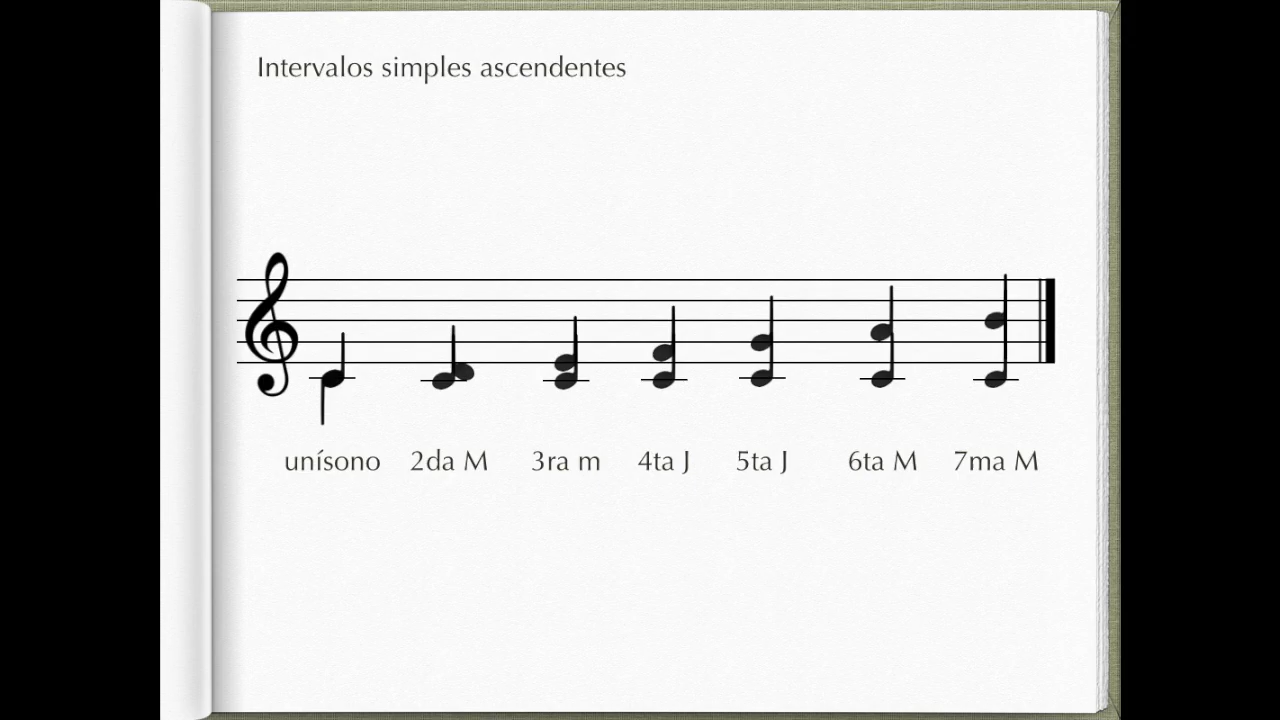 Intervalos simples ascendentes
unísono 2da M 3ra m 4ta J 5ta J 6ta M 7ma M